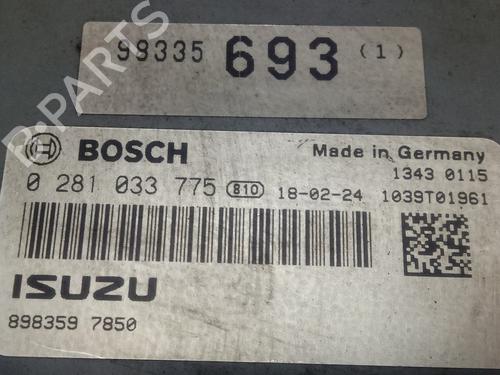 98335 693 (1)
BOSCH Made in Germany
1343 0115
0 281 033 775 B10 18-02-24 1039T01961
ISUZU
898359 7850
B-PARTS